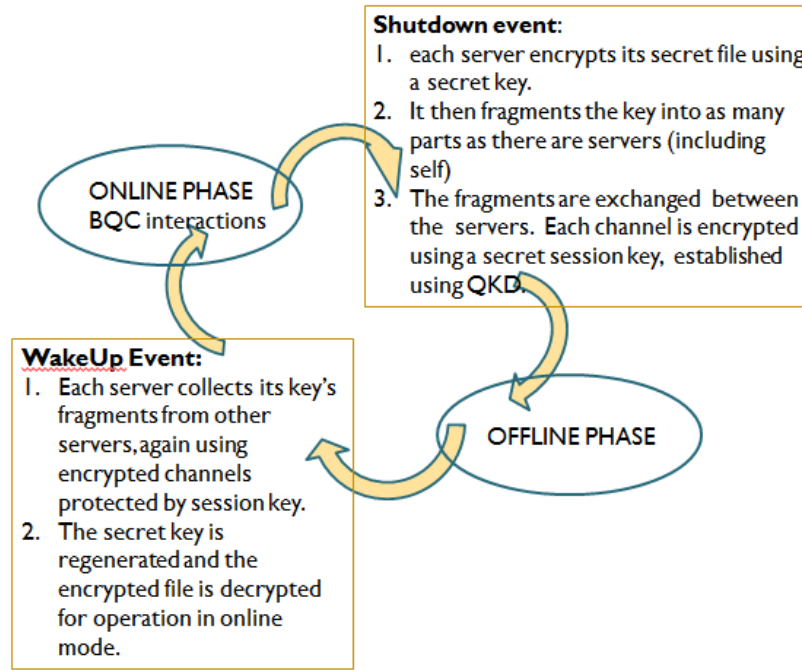 Shutdown event:
1. each server encrypts its secret file using
a secret key.
2. It then fragments the key into as many
parts as there are servers (including
self)
3. The fragments are exchanged between
the servers. Each channel is encrypted
using a secret session key, established
using QKD.
ONLINE PHASE
BQC interactions
WakeUp Event:
1. Each server collects its key's
fragments from other
servers, again using
encrypted channels
protected by session key.
2. The secret key is
regenerated and the
encrypted file is decrypted
for operation in online
mode.
OFFLINE PHASE